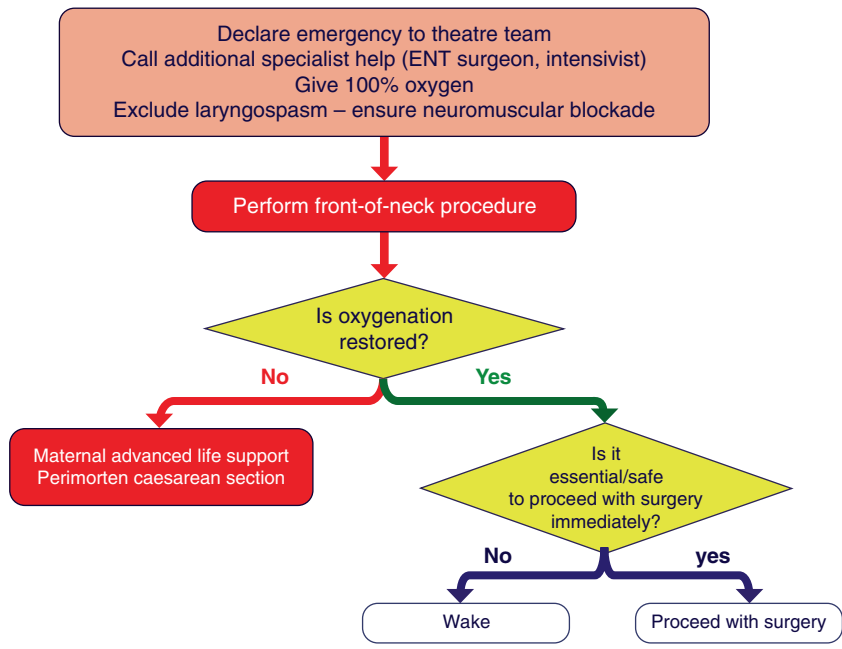 Declare emergency to theatre team
Call additional specialist help (ENT surgeon, intensivist)
Give 100% oxygen
Exclude laryngospasm – ensure neuromuscular blockade
Perform front-of-neck procedure
Is oxygenation
restored?
No
Yes
Maternal advanced life support
Perimorten caesarean section
Is it
essential/safe
to proceed with surgery
immediately?
No
yes
Wake
Proceed with surgery